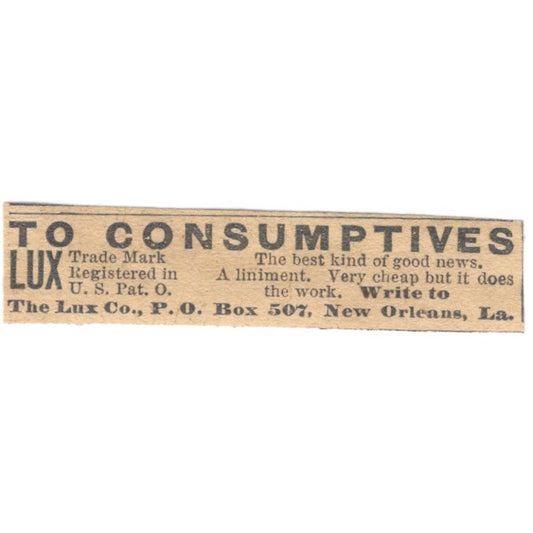 TO CONSUMPTIVES
LUX Trade Mark Registered in U. S. Pat. O.
The best kind of good news.
A liniment. Very cheap but it does
the work. Write to
The Lux Co., P. O. Box 507, New Orleans, La.